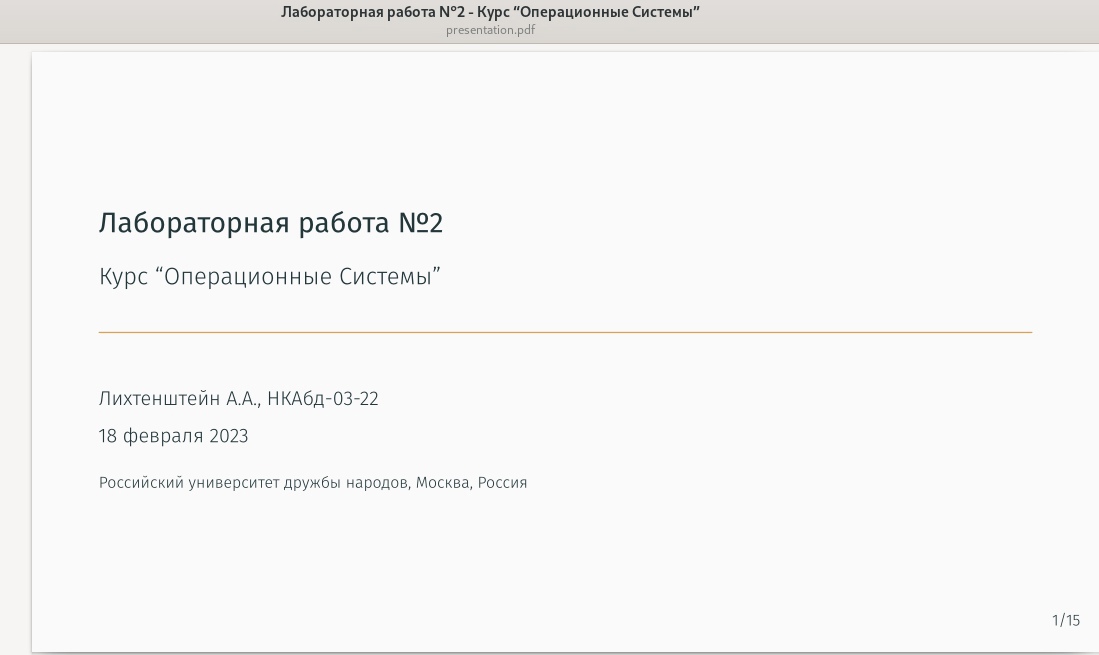 Лабораторная работа №2 - Курс “Операционные Системы”
presentation.pdf
Лабораторная работа №2
Курс “Операционные Системы”
Лихтенштейн А.А., НКАбд-03-22
18 февраля 2023
Российский университет дружбы народов, Москва, Россия
1/15